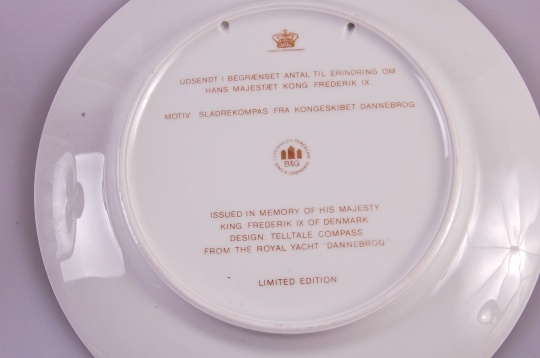 UDSENDT I BEGRÆNSET ANTAL TIL ERINDRING OM
HANS MAJESTÆT KONG FREDERIK IX.
MOTIV: SLADREKOMPAS FRA KONGESKIBET DANNEBROG
B&G
ISSUED IN MEMORY OF HIS MAJESTY
KING FREDERIK IX OF DENMARK
DESIGN: TELLTALE COMPASS
FROM THE ROYAL YACHT "DANNEBROG"
LIMITED EDITION